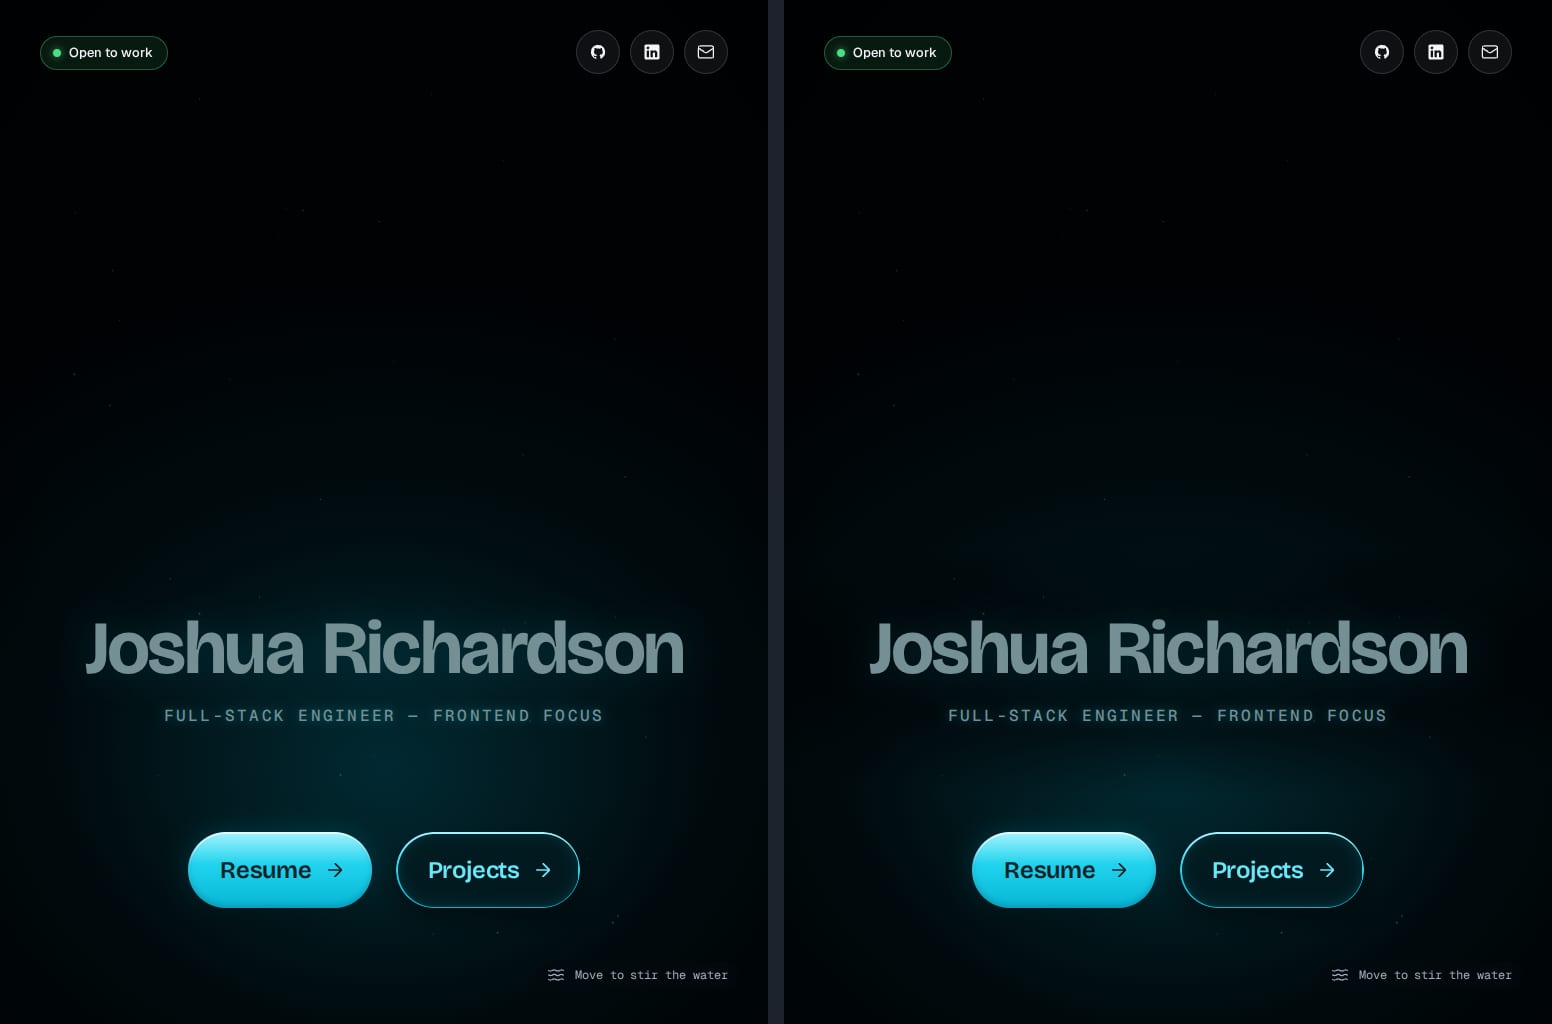 Open to work
Joshua Richardson
FULL-STACK ENGINEER — FRONTEND FOCUS
Resume
Projects
Move to stir the water
Open to work
Joshua Richardson
FULL-STACK ENGINEER — FRONTEND FOCUS
Resume
Projects
Move to stir the water